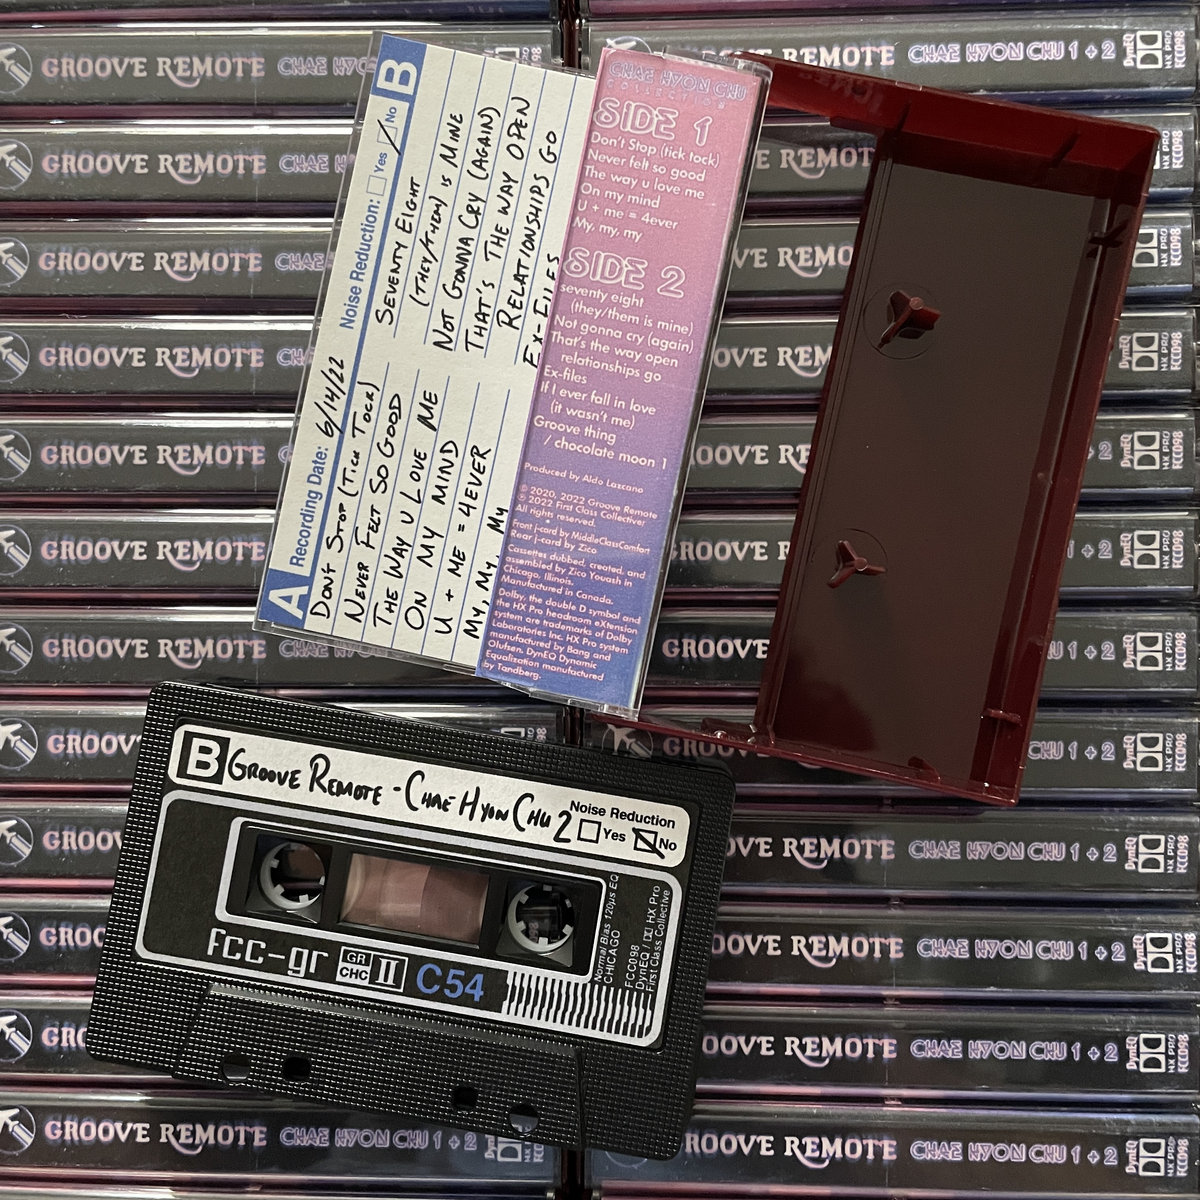 GROOVE REMOTE CHAE HYON CHU 1 + 2
DynEQ
HX PRO
FCC098
B
Noise Reduction: Yes No
SEVENTY EIGHT
(THEY/THEM) IS MINE
NOT GONNA CRY (AGAIN)
THAT'S THE WAY OPEN
RELATIONSHIPS GO
EX-FILES
A
Recording Date: 6/14/22
DON'T STOP (TICK TOCK)
NEVER FELT SO GOOD
THE WAY U LOVE ME
ON MY MIND
U + ME = 4EVER
MY, MY, MY
CHAE HYON CHU
COLLECTION
SIDE 1
Don't Stop (tick tock)
Never felt so good
The way u love me
On my mind
U + me = 4ever
My, my, my
SIDE 2
seventy eight
(they/them is mine)
Not gonna cry (again)
That's the way open
relationships go
Ex-files
If I ever fall in love
(it wasn't me)
Groove thing
/ chocolate moon 1
Produced by Aldo Lazcano
© 2020, 2022 Groove Remote
℗ 2022 First Class Collective
All rights reserved.
Front j-card by MiddleClassComfort
Rear j-card by Zico
Cassettes dubbed, created, and
assembled by Zico Youash in
Chicago, Illinois.
Manufactured in Canada.
Dolby, the double D symbol and
the HX Pro headroom eXtension
system are trademarks of Dolby
Laboratories Inc. HX Pro system
manufactured by Bang and
Olufsen. DynEQ Dynamic
Equalization manufactured
by Tandberg.
B GROOVE REMOTE - CHAE HYON CHU 2
Noise Reduction
Yes No
fcc-gr
GR
CHC
II
C54
Normal Bias 120µs EQ
CHICAGO
FCC098
DynEQ / HX Pro
First Class Collective